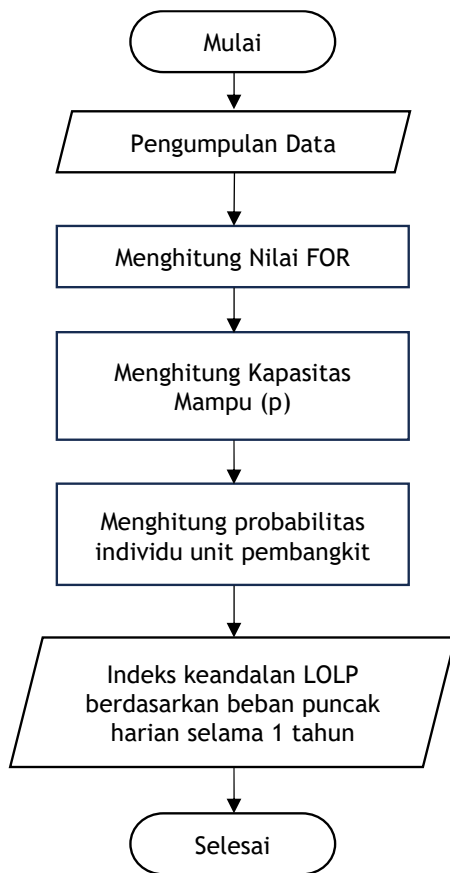 Mulai
Pengumpulan Data
Menghitung Nilai FOR
Menghitung Kapasitas
Mampu (p)
Menghitung probabilitas
individu unit pembangkit
Indeks keandalan LOLP
berdasarkan beban puncak
harian selama 1 tahun
Selesai